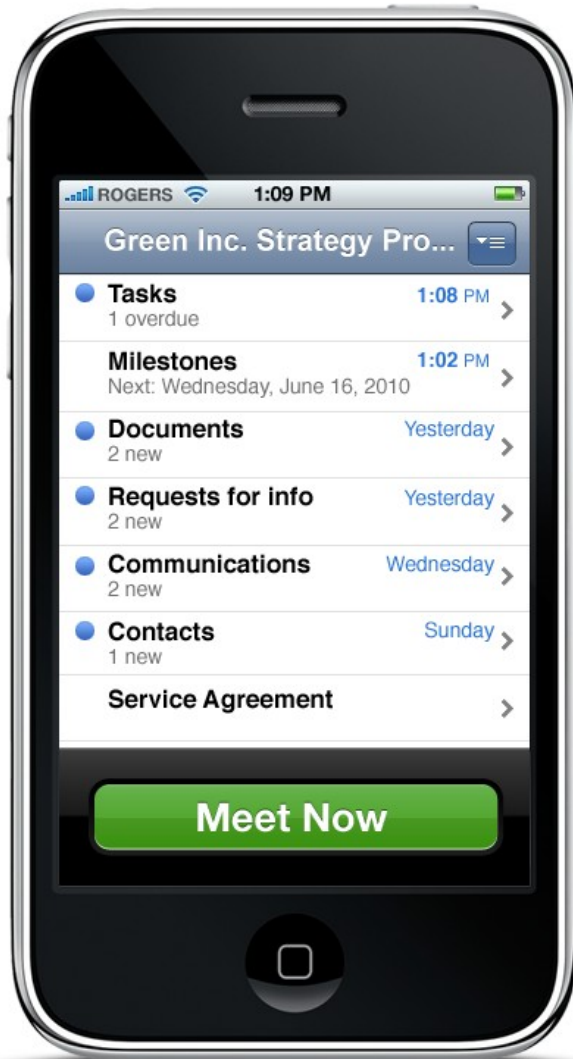 ROGERS 1:09 PM
Green Inc. Strategy Pro...
Tasks 1:08 PM
1 overdue
Milestones 1:02 PM
Next: Wednesday, June 16, 2010
Documents Yesterday
2 new
Requests for info Yesterday
2 new
Communications Wednesday
2 new
Contacts Sunday
1 new
Service Agreement
Meet Now